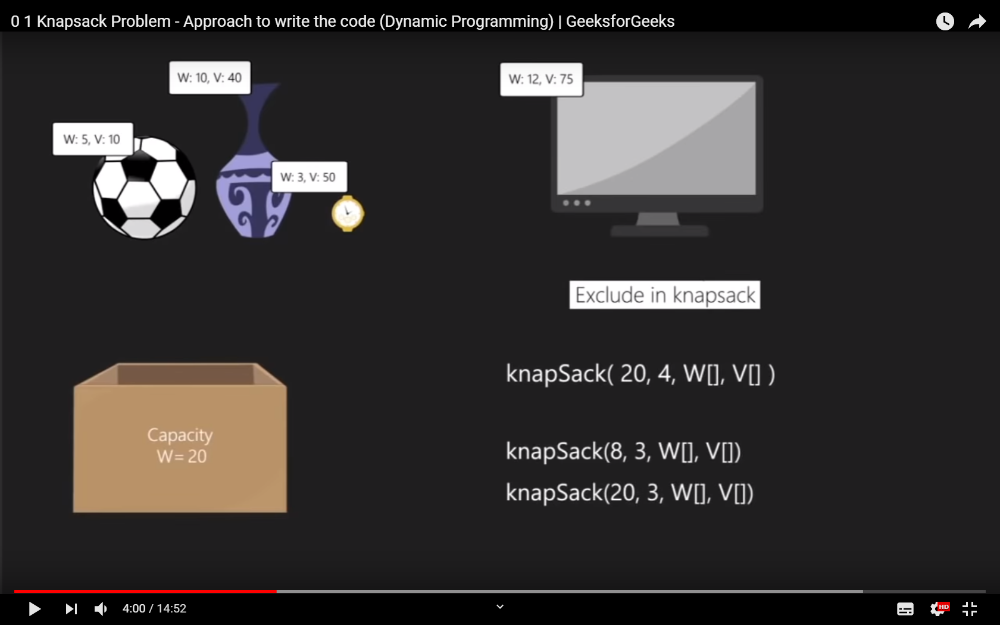 0 1 Knapsack Problem - Approach to write the code (Dynamic Programming) | GeeksforGeeks
W: 10, V: 40
W: 12, V: 75
W: 5, V: 10
W: 3, V: 50
Exclude in knapsack
knapSack( 20, 4, W[], V[] )
Capacity
W= 20
knapSack(8, 3, W[], V[])
knapSack(20, 3, W[], V[])
4:00 / 14:52
HD